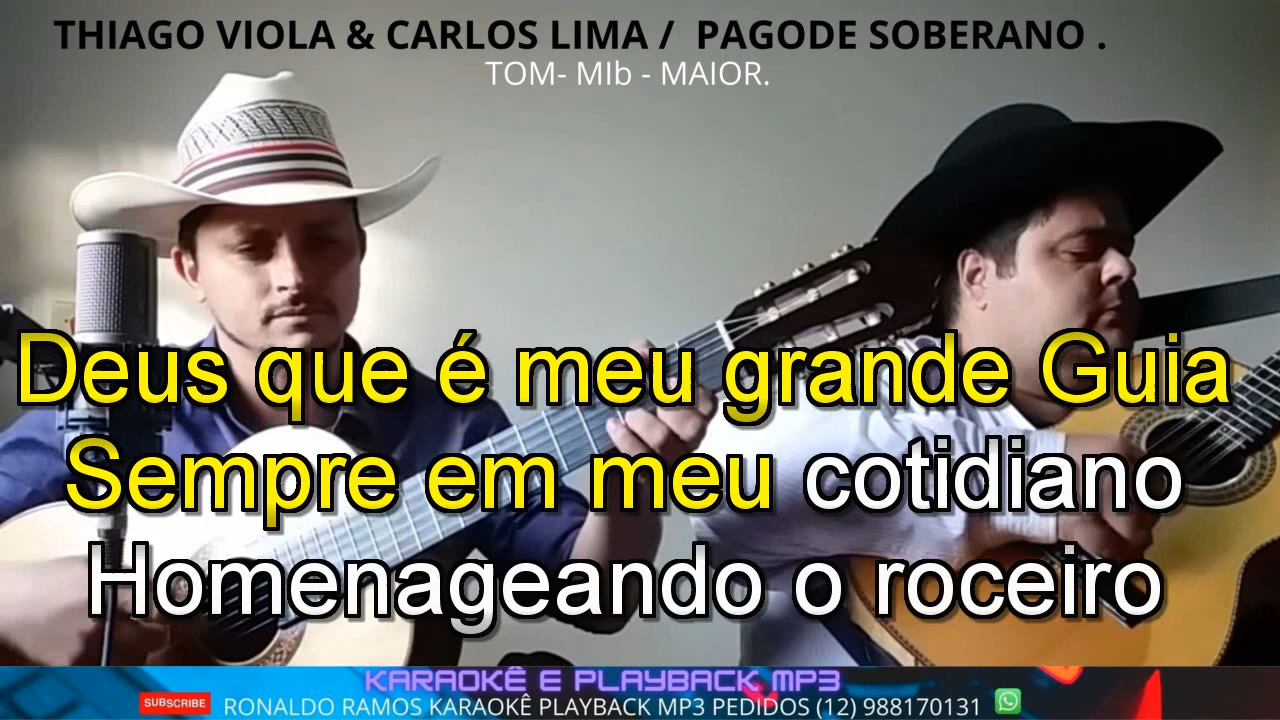 THIAGO VIOLA & CARLOS LIMA / PAGODE SOBERANO .
TOM- MIb - MAIOR.
Deus que é meu grande Guia
Sempre em meu cotidiano
Homenageando o roceiro
KARAOKÊ E PLAYBACK MP3
SUBSCRIBE RONALDO RAMOS KARAOKÊ PLAYBACK MP3 PEDIDOS (12) 988170131